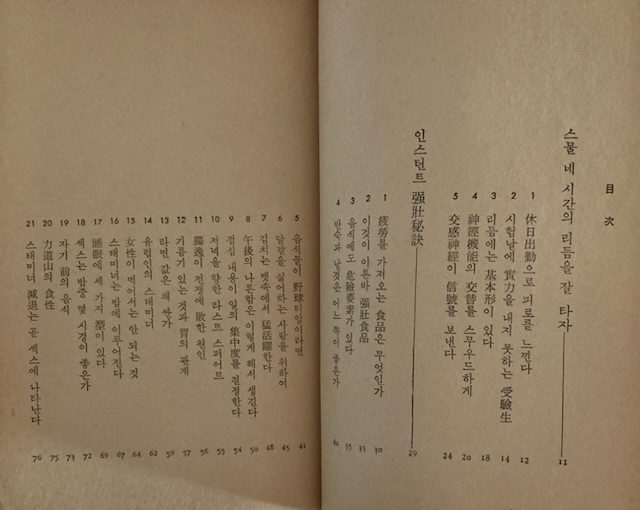 目次
스물 네 시간의 리듬을 잘 타자 11
1 休日出勤으로 피로를 느낀다 12
2 시험날에 實力을 내지 못하는 受驗生 14
3 리듬에는 基本形이 있다 18
4 神經機能의 交替를 스무우드하게 20
5 交感神經이 信號를 보낸다 24
인스턴트 强壯秘訣 29
1 疲勞를 가져오는 食品은 무엇인가 30
2 이것이 이른바 强壯食品 33
3 음식에도 危險要素가 있다 35
4 반숙과 날것은 어느 쪽이 좋은가
5 음식물이 野球타임이라면 41
6 달걀을 싫어하는 사람을 위하여 45
7 김치는 뱃속에서 猛活躍한다 48
8 午後의 나른함은 이렇게 해서 생긴다 50
9 점심 내용이 일의 集中度를 결정한다 54
10 저녁을 향한 라스트 스퍼어트 55
11 獨逸이 전쟁에 敗한 원인 56
12 기름기 있는 것과 胃의 관계 57
13 라면 값은 왜 싼가 59
14 유럽인의 스태미너 62
15 女性이 먹어서는 안 되는 것 64
16 스태미너는 밤에 이루어진다 67
17 睡眠에 세 가지 型이 있다 69
18 섹스는 밤중 몇 시경이 좋은가 72
19 자기 前의 음식 73
20 力道山의 食性 75
21 스태미너 減退는 곧 섹스에 나타난다 76